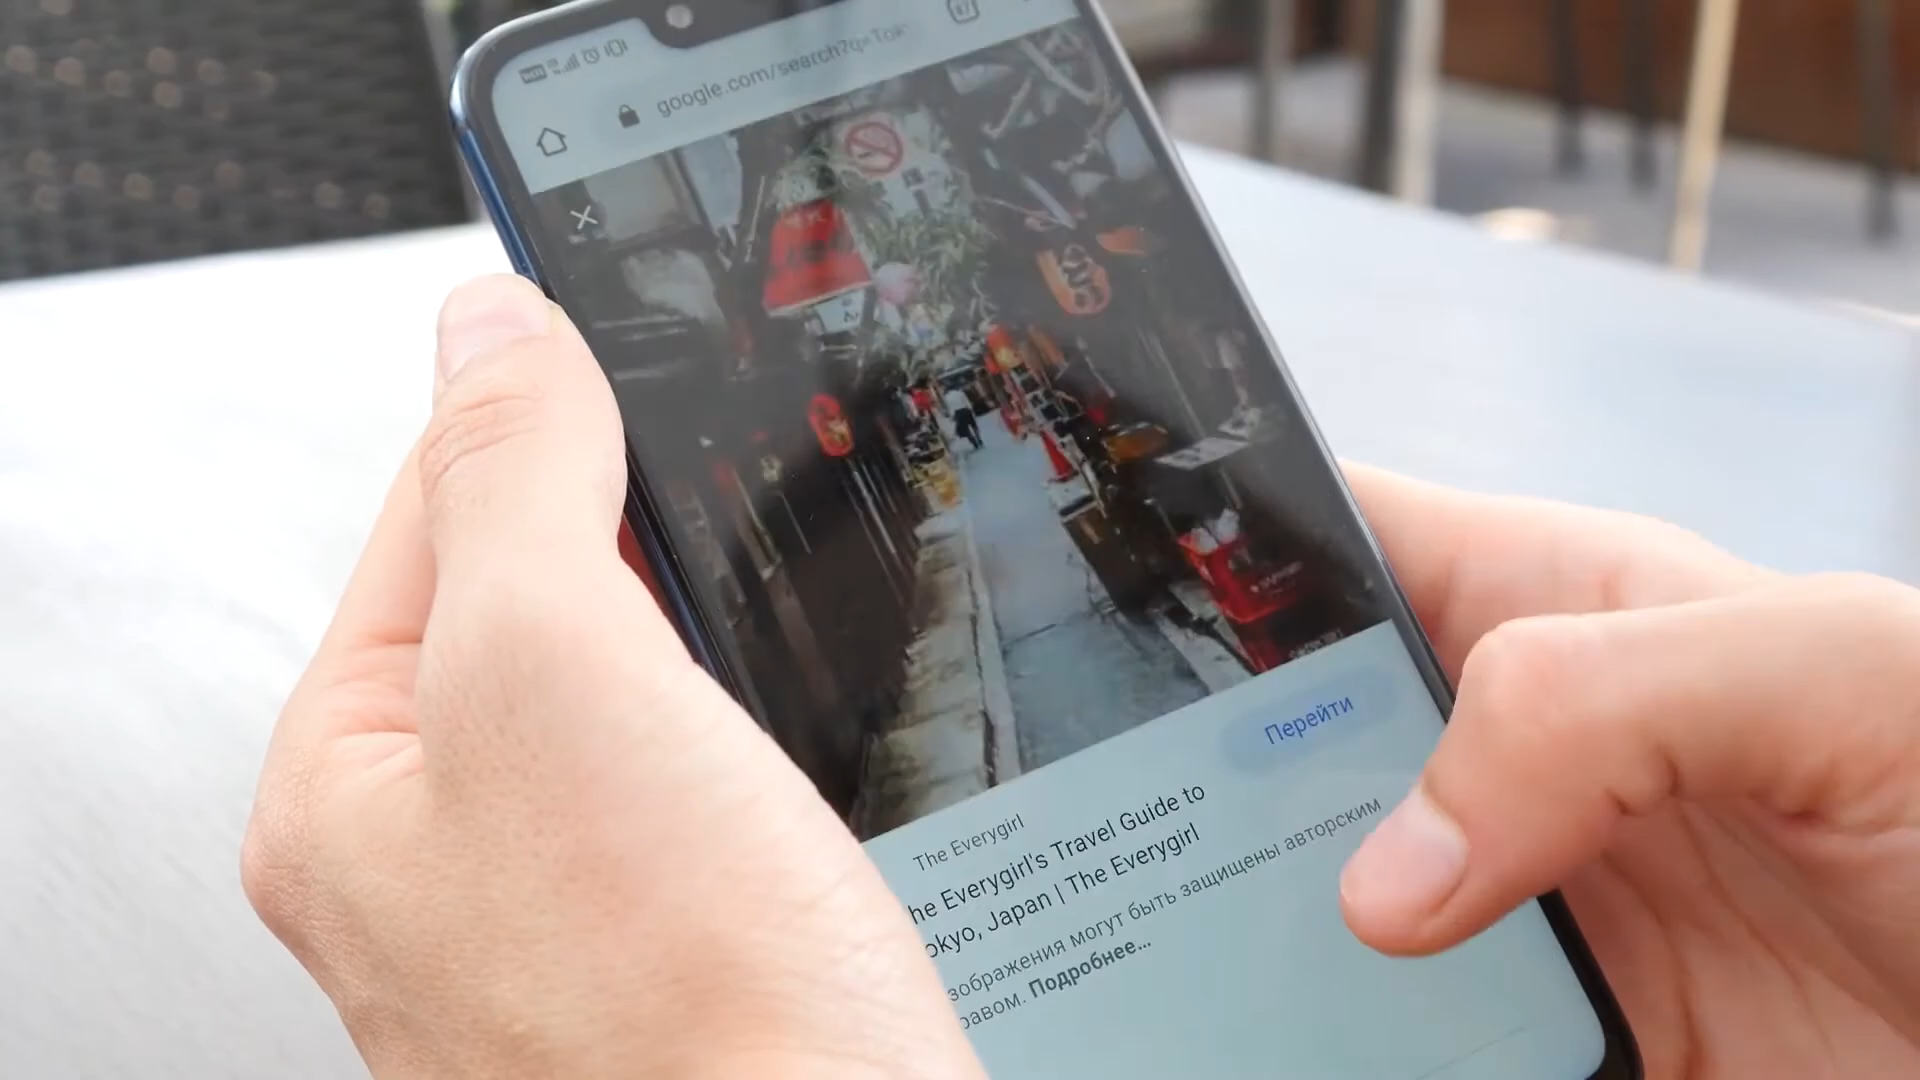 google.com/search?q=Ток
Перейти
The Everygirl
he Everygirl's Travel Guide to
okyo, Japan | The Everygirl
зображения могут быть защищены авторским
равом. Подробнее...